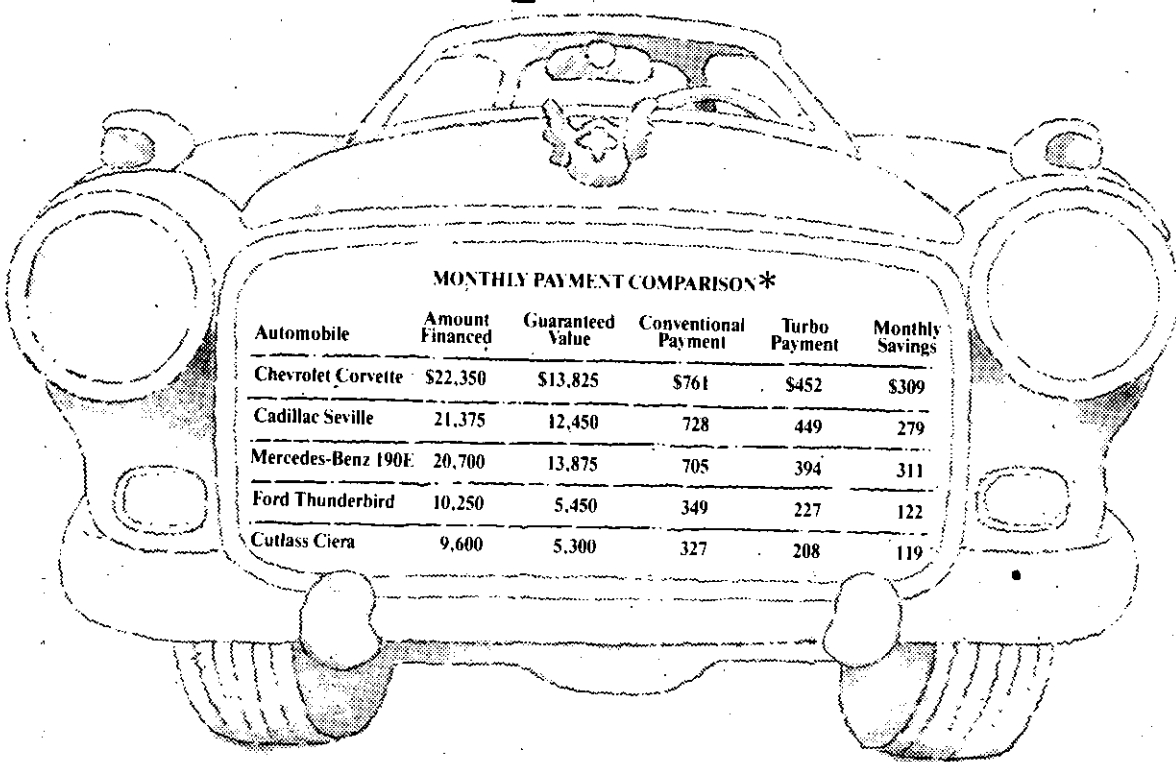 MONTHLY PAYMENT COMPARISON*
Automobile Amount Financed Guaranteed Value Conventional Payment Turbo Payment Monthly Savings
Chevrolet Corvette $22,350 $13,825 $761 $452 $309
Cadillac Seville 21,375 12,450 728 449 279
Mercedes-Benz 190E 20,700 13,875 705 394 311
Ford Thunderbird 10,250 5,450 349 227 122
Cutlass Ciera 9,600 5,300 327 208 119